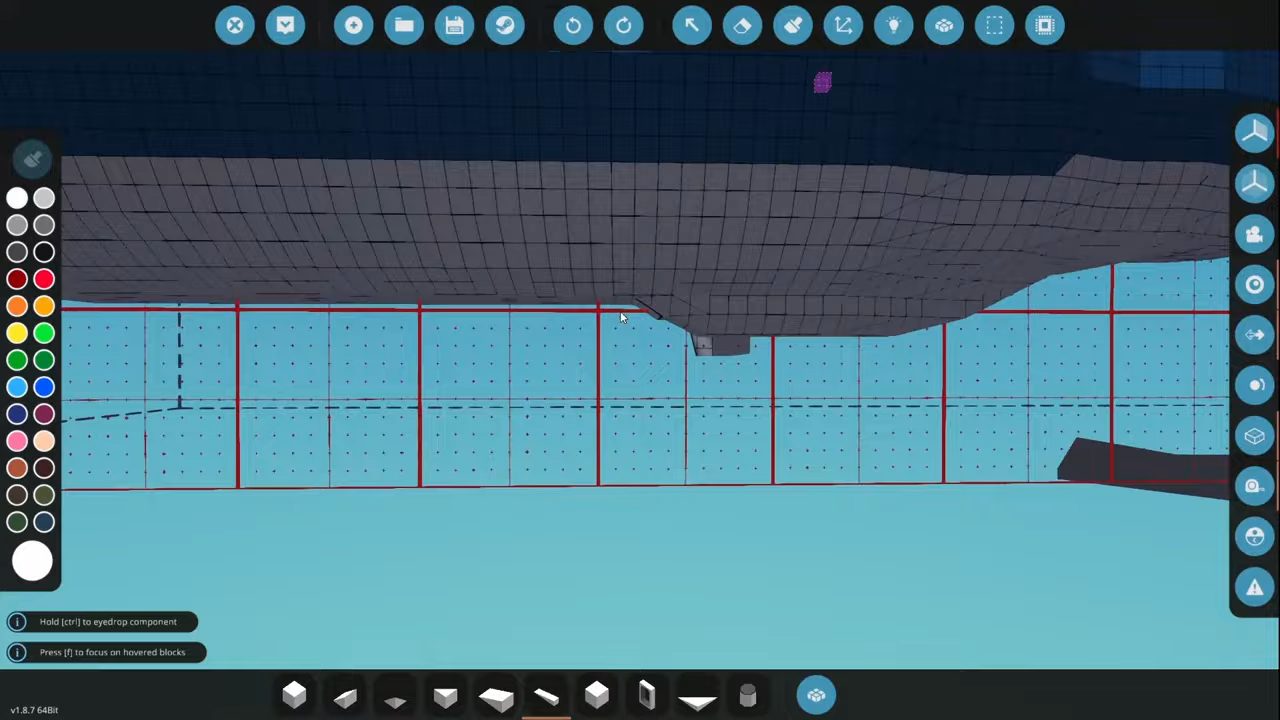 Hold [ctrl] to eyedrop component
Press [f] to focus on hovered blocks
v1.8.7 64Bit